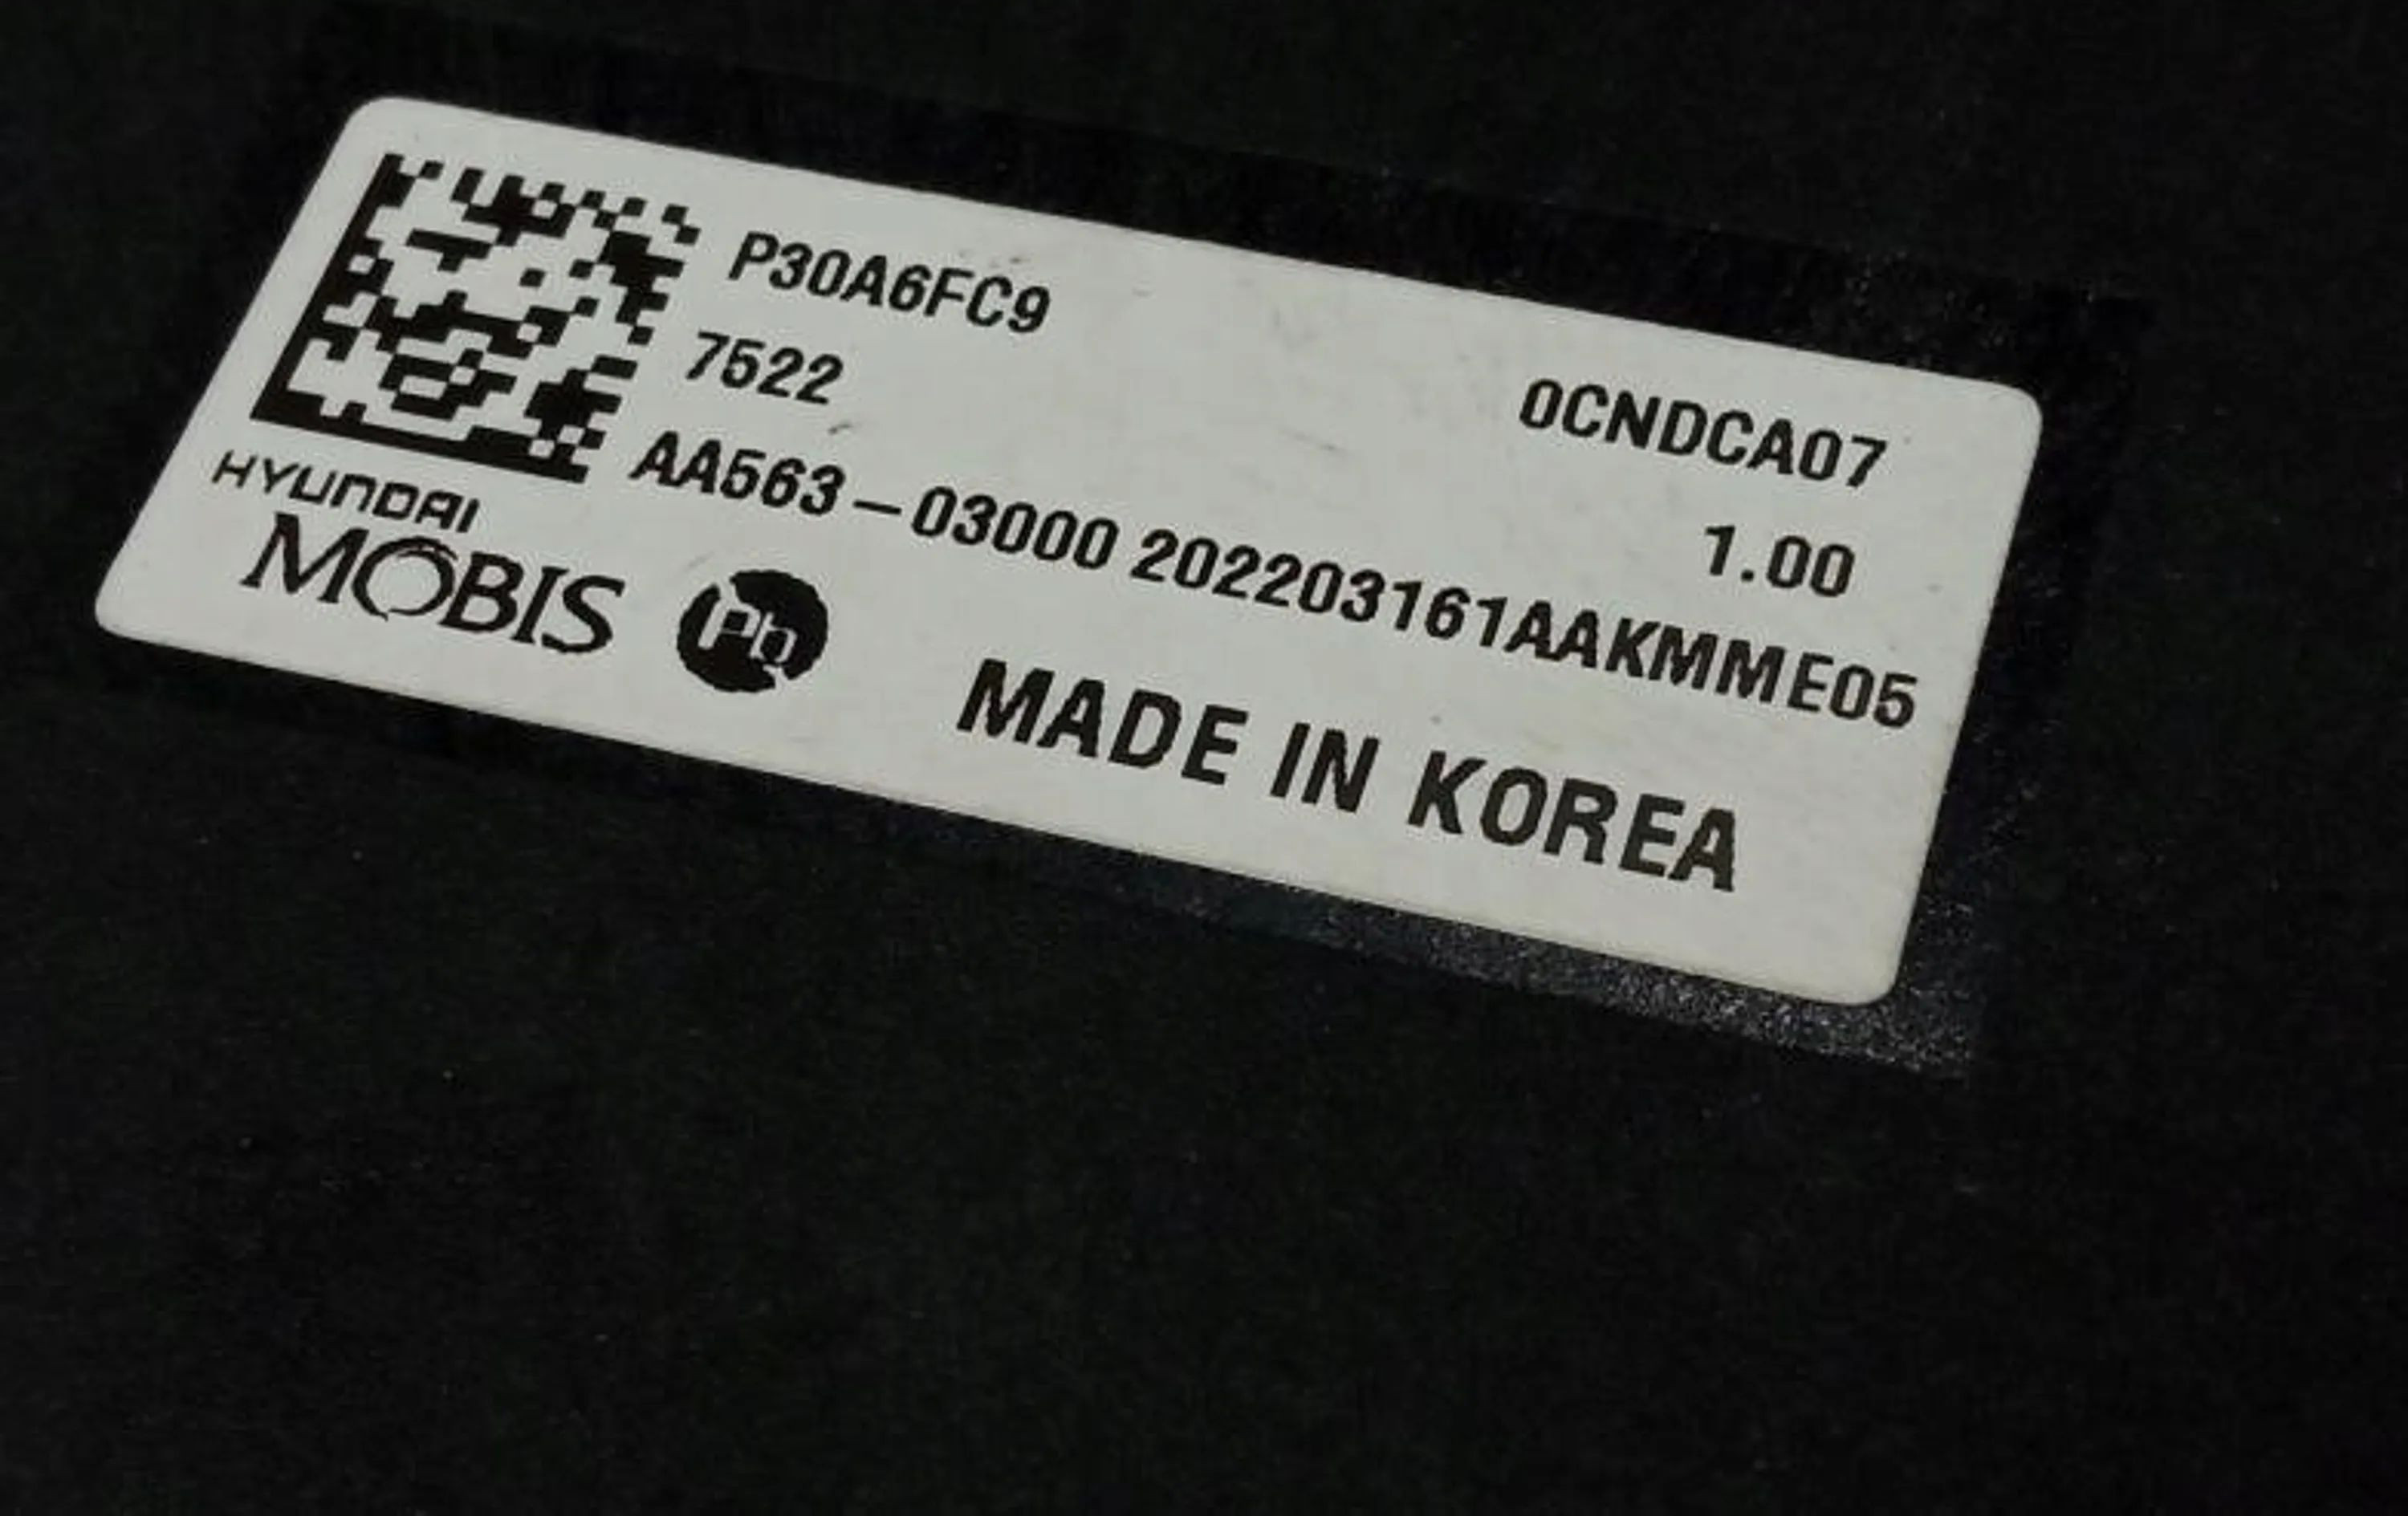 P30A6FC9
0CNDCA07
7522
1.00
AA563-03000 202203161AAKMME05
HYUNDAI
MOBIS
Pb
MADE IN KOREA